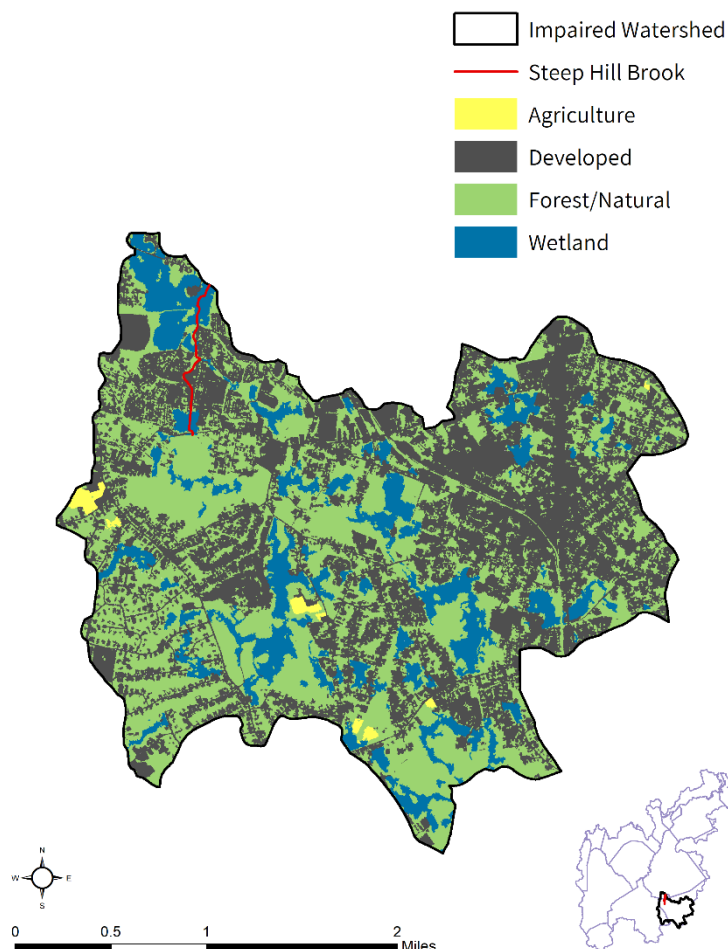 Impaired Watershed
Steep Hill Brook
Agriculture
Developed
Forest/Natural
Wetland
N
W E
S
0 0.5 1 2
Miles